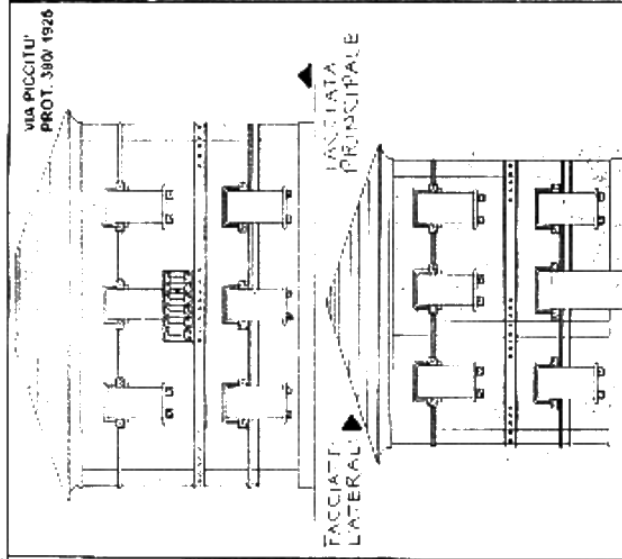 VIA PICCITU'
PROT. 380/1926
FACCIATA
PRINCIPALE
FACCIATE
LATERALI